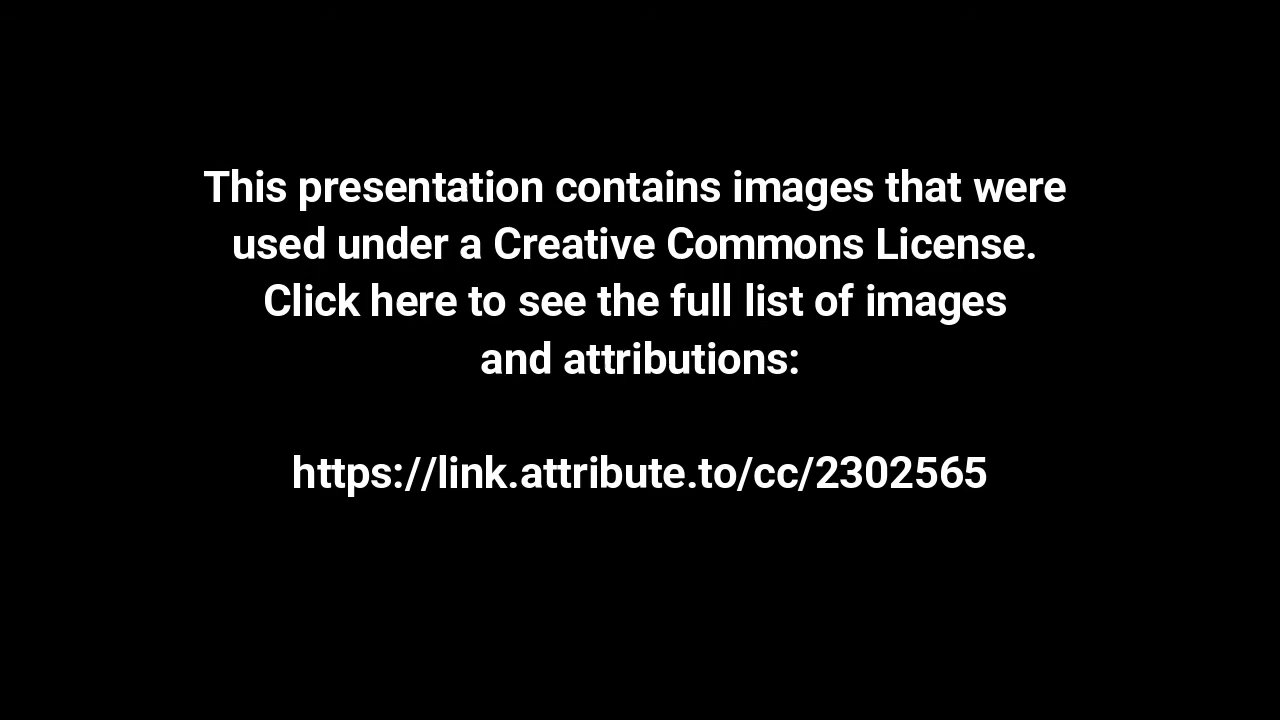 This presentation contains images that were
used under a Creative Commons License.
Click here to see the full list of images
and attributions:
https://link.attribute.to/cc/2302565